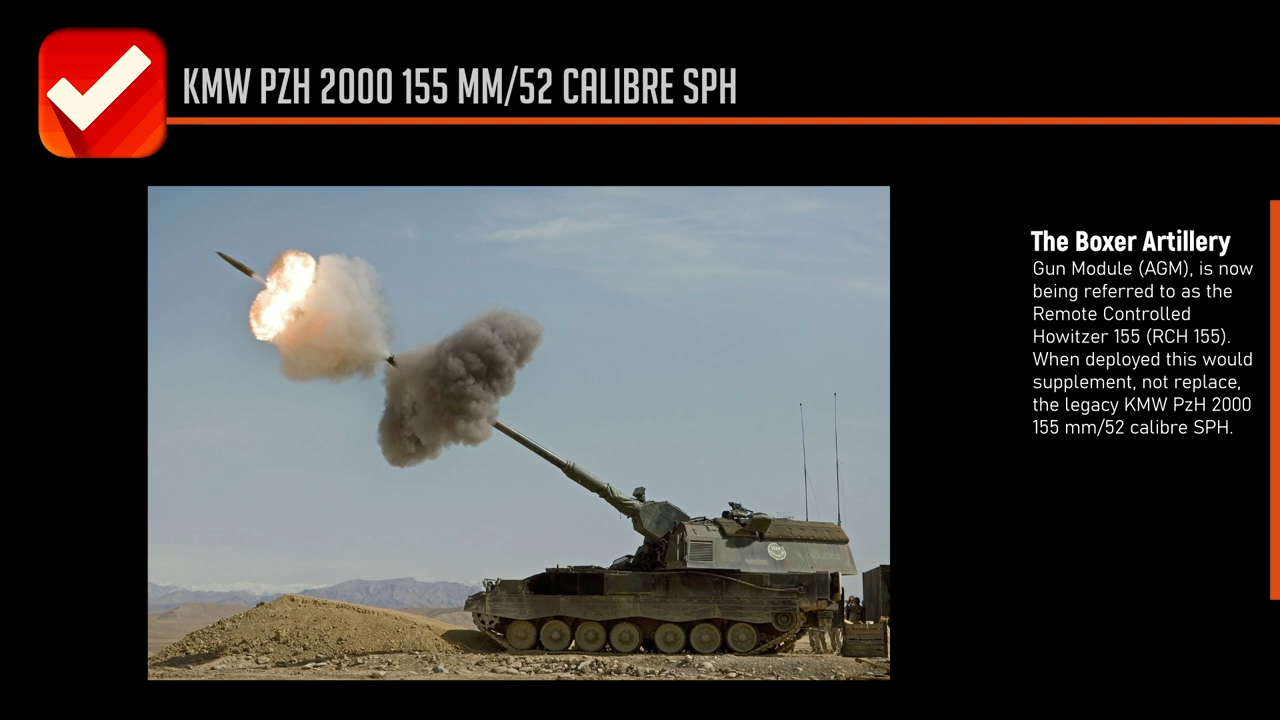 KMW PZH 2000 155 MM/52 CALIBRE SPH
The Boxer Artillery
Gun Module (AGM), is now
being referred to as the
Remote Controlled
Howitzer 155 (RCH 155).
When deployed this would
supplement, not replace,
the legacy KMW PzH 2000
155 mm/52 calibre SPH.